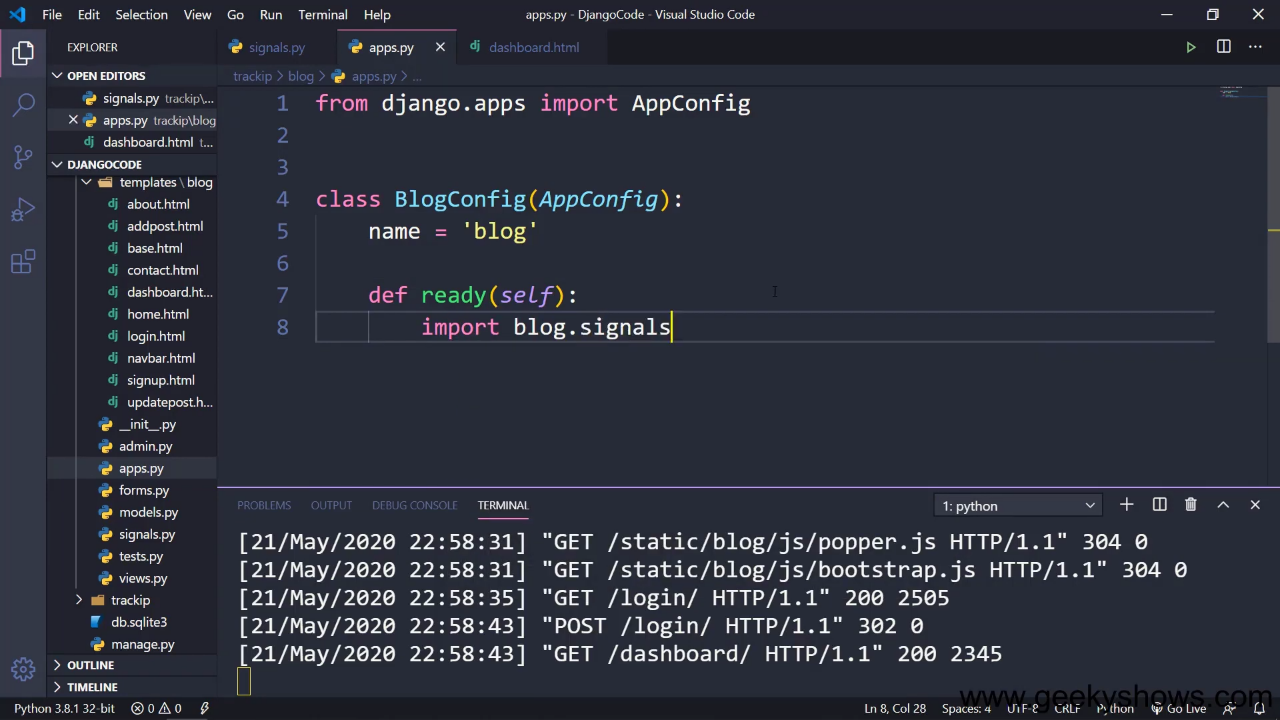 File Edit Selection View Go Run Terminal Help
apps.py - DjangoCode - Visual Studio Code
EXPLORER
signals.py apps.py dashboard.html
OPEN EDITORS
signals.py trackip\...
apps.py trackip\blog
dashboard.html t...
DJANGOCODE
templates \ blog
about.html
addpost.html
base.html
contact.html
dashboard.ht...
home.html
login.html
navbar.html
signup.html
updatepost.h...
__init__.py
admin.py
apps.py
forms.py
models.py
signals.py
tests.py
views.py
trackip
db.sqlite3
manage.py
OUTLINE
TIMELINE
trackip > blog > apps.py > ...
1 from django.apps import AppConfig
2
3
4 class BlogConfig(AppConfig):
5 name = 'blog'
6
7 def ready(self):
8 import blog.signals
PROBLEMS OUTPUT DEBUG CONSOLE TERMINAL
1: python
[21/May/2020 22:58:31] "GET /static/blog/js/popper.js HTTP/1.1" 304 0
[21/May/2020 22:58:31] "GET /static/blog/js/bootstrap.js HTTP/1.1" 304 0
[21/May/2020 22:58:35] "GET /login/ HTTP/1.1" 200 2505
[21/May/2020 22:58:43] "POST /login/ HTTP/1.1" 302 0
[21/May/2020 22:58:43] "GET /dashboard/ HTTP/1.1" 200 2345
www.geekyshows.com
Python 3.8.1 32-bit 0 0 Ln 8, Col 28 Spaces: 4 UTF-8 CRLF Python Go Live